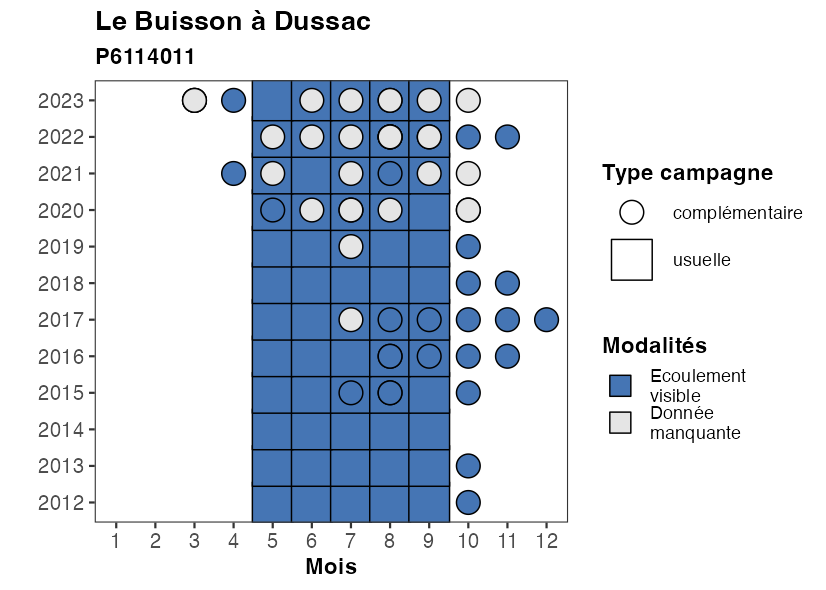 Le Buisson à Dussac
P6114011
2023
2022
2021
2020
2019
2018
2017
2016
2015
2014
2013
2012
1 2 3 4 5 6 7 8 9 10 11 12
Mois
Type campagne
complémentaire
usuelle
Modalités
Ecoulement
visible
Donnée
manquante